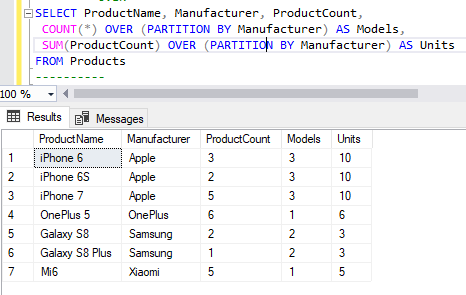 SELECT ProductName, Manufacturer, ProductCount,
COUNT(*) OVER (PARTITION BY Manufacturer) AS Models,
SUM(ProductCount) OVER (PARTITION BY Manufacturer) AS Units
FROM Products
----------
100 %
Results Messages
ProductName Manufacturer ProductCount Models Units
1 iPhone 6 Apple 3 3 10
2 iPhone 6S Apple 2 3 10
3 iPhone 7 Apple 5 3 10
4 OnePlus 5 OnePlus 6 1 6
5 Galaxy S8 Samsung 2 2 3
6 Galaxy S8 Plus Samsung 1 2 3
7 Mi6 Xiaomi 5 1 5